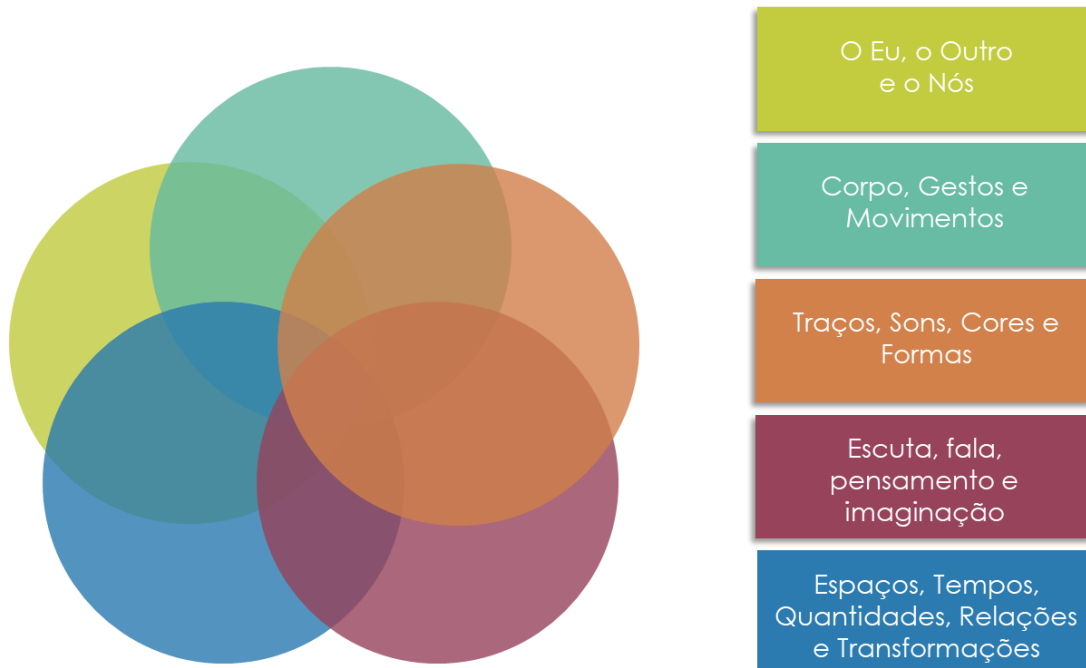 O Eu, o Outro
e o Nós
Corpo, Gestos e
Movimentos
Traços, Sons, Cores e
Formas
Escuta, fala,
pensamento e
imaginação
Espaços, Tempos,
Quantidades, Relações
e Transformações